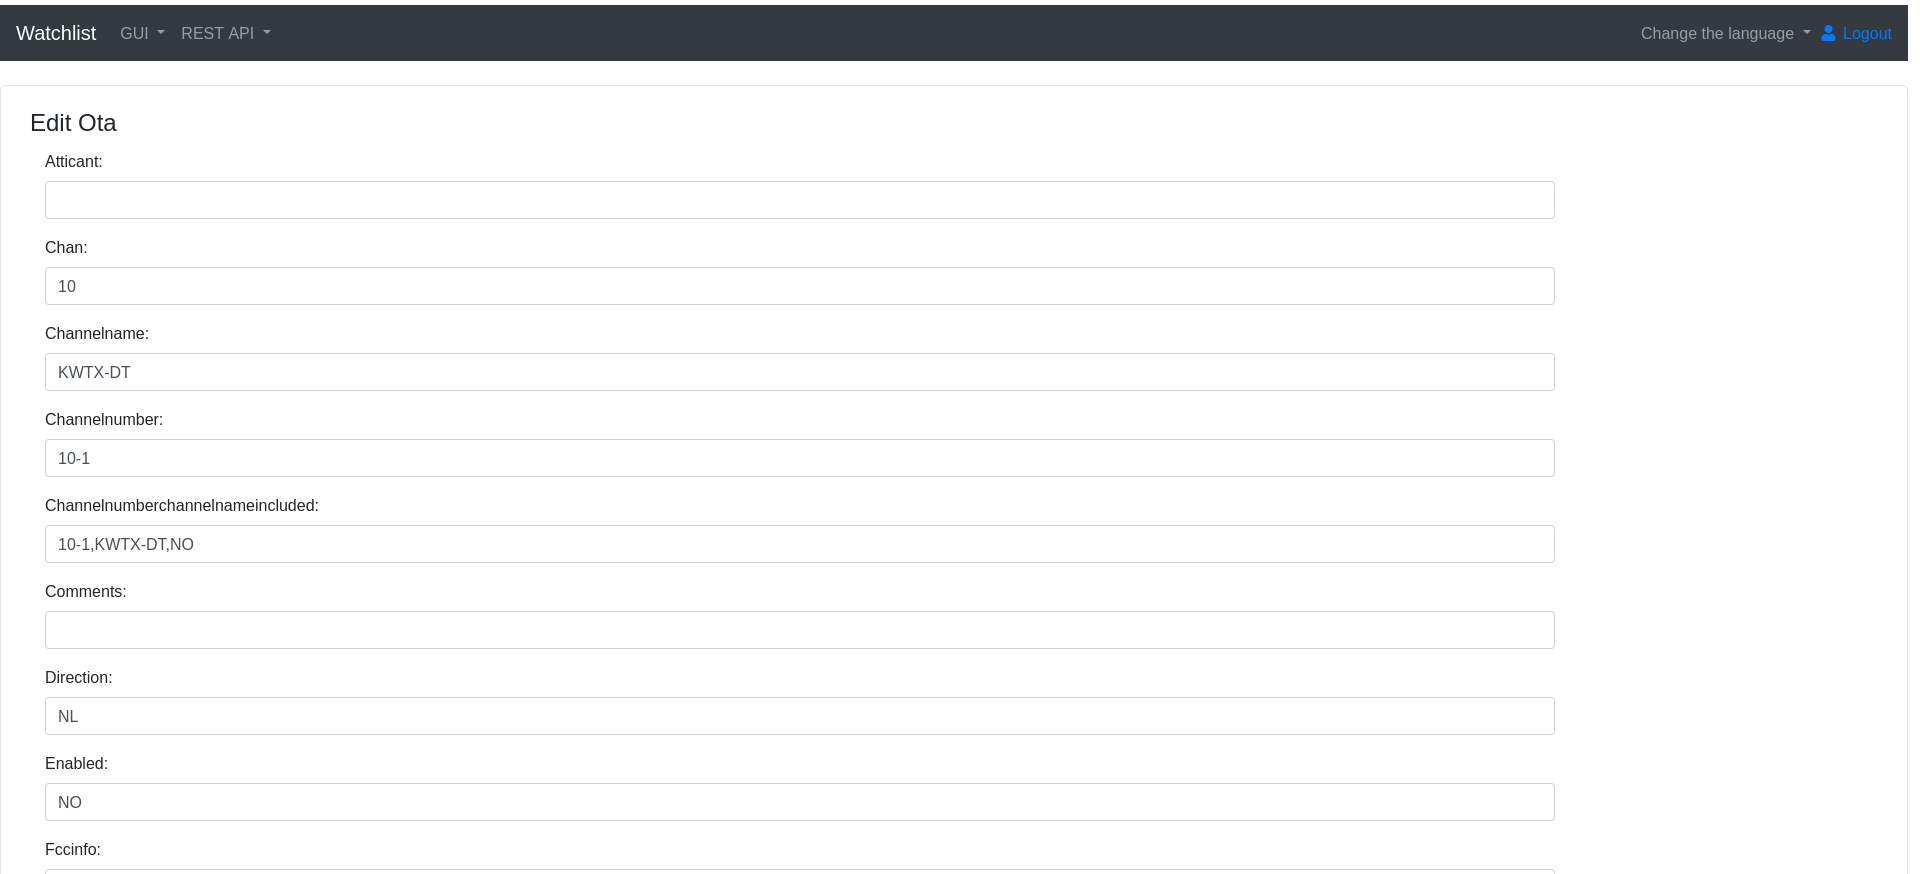 Watchlist GUI REST API Change the language Logout
Edit Ota
Atticant:
Chan:
10
Channelname:
KWTX-DT
Channelnumber:
10-1
Channelnumberchannelnameincluded:
10-1,KWTX-DT,NO
Comments:
Direction:
NL
Enabled:
NO
Fccinfo: